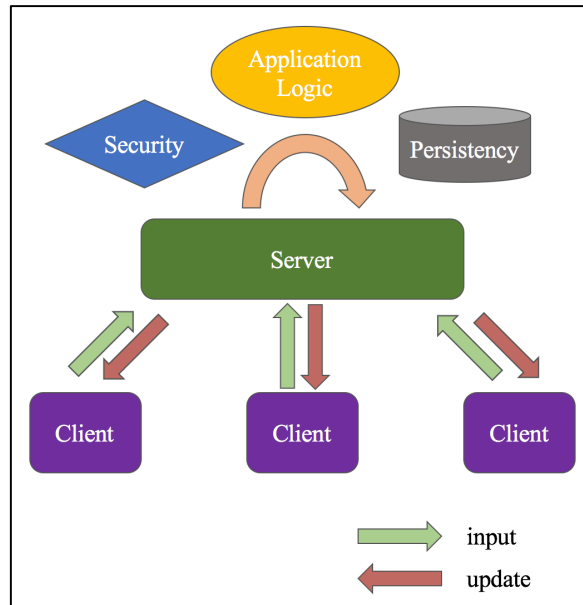 Application
Logic
Security
Persistency
Server
Client
Client
Client
input
update